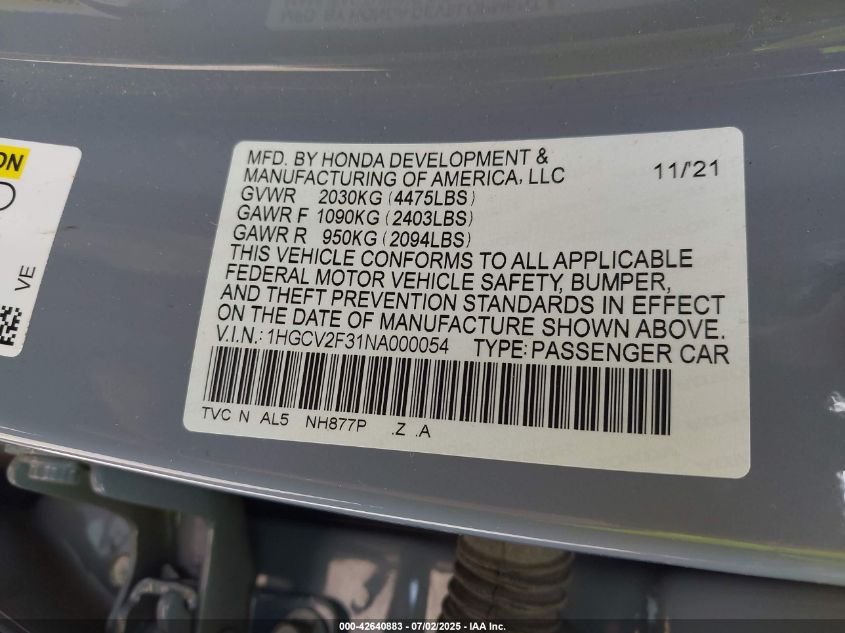 ON
VE
MFD. BY HONDA DEVELOPMENT &
MANUFACTURING OF AMERICA, LLC 11/'21
GVWR 2030KG (4475LBS)
GAWR F 1090KG (2403LBS)
GAWR R 950KG (2094LBS)
THIS VEHICLE CONFORMS TO ALL APPLICABLE
FEDERAL MOTOR VEHICLE SAFETY, BUMPER,
AND THEFT PREVENTION STANDARDS IN EFFECT
ON THE DATE OF MANUFACTURE SHOWN ABOVE.
V.I.N.: 1HGCV2F31NA000054 TYPE: PASSENGER CAR
TVC N AL5 NH877P .Z .A
000-42640883 - 07/02/2025 - IAA Inc.